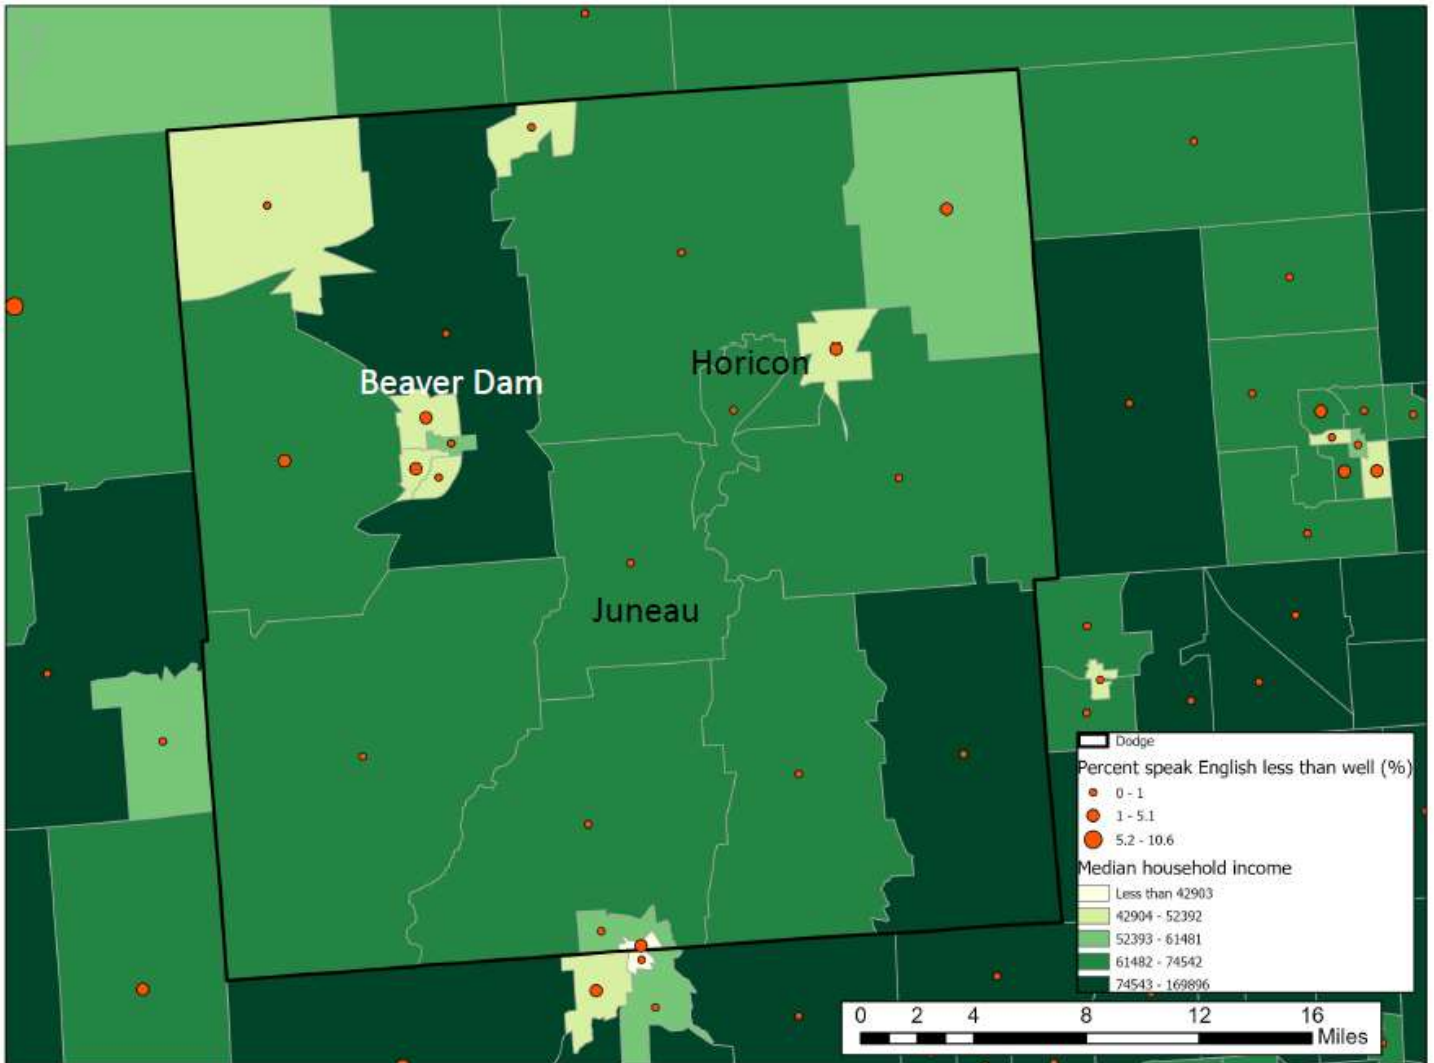 Horicon
Beaver Dam
Juneau
Dodge
Percent speak English less than well (%)
0 - 1
1 - 5.1
5.2 - 10.6
Median household income
Less than 42903
42904 - 52392
52393 - 61481
61482 - 74542
74543 - 169896
0 2 4 8 12 16
Miles